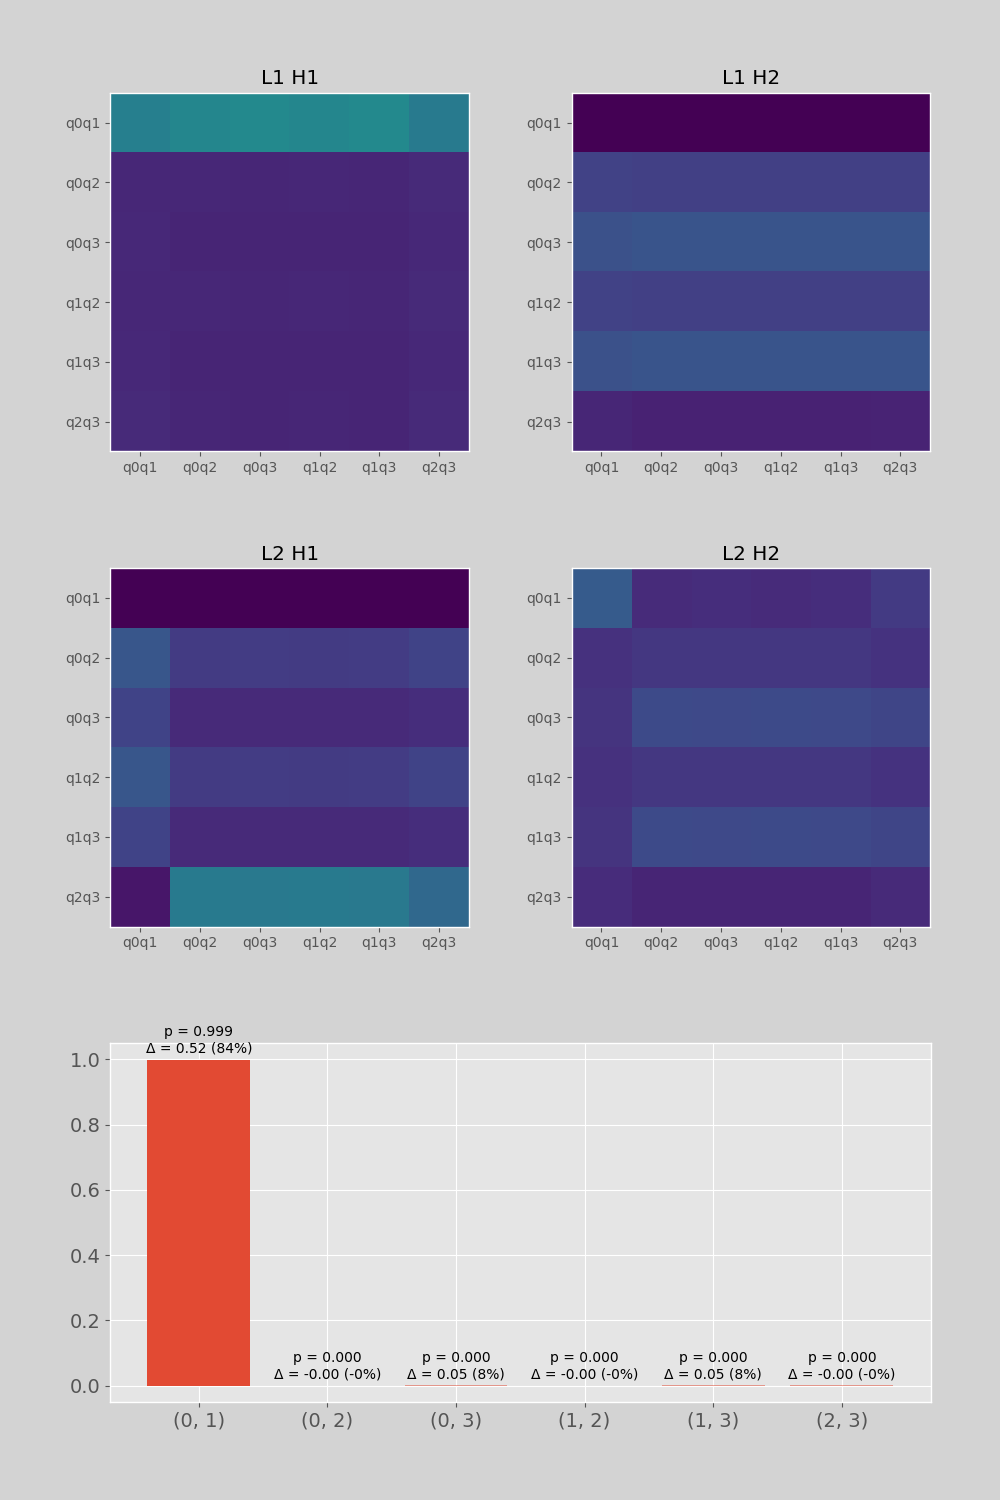 L1 H1
L1 H2
q0q1
q0q2
q0q3
q1q2
q1q3
q2q3
q0q1 q0q2 q0q3 q1q2 q1q3 q2q3
q0q1
q0q2
q0q3
q1q2
q1q3
q2q3
q0q1 q0q2 q0q3 q1q2 q1q3 q2q3
L2 H1
L2 H2
q0q1
q0q2
q0q3
q1q2
q1q3
q2q3
q0q1 q0q2 q0q3 q1q2 q1q3 q2q3
q0q1
q0q2
q0q3
q1q2
q1q3
q2q3
q0q1 q0q2 q0q3 q1q2 q1q3 q2q3
p = 0.999
Δ = 0.52 (84%)
1.0
0.8
0.6
0.4
0.2
0.0
p = 0.000
Δ = -0.00 (-0%)
p = 0.000
Δ = 0.05 (8%)
p = 0.000
Δ = -0.00 (-0%)
p = 0.000
Δ = 0.05 (8%)
p = 0.000
Δ = -0.00 (-0%)
(0, 1) (0, 2) (0, 3) (1, 2) (1, 3) (2, 3)